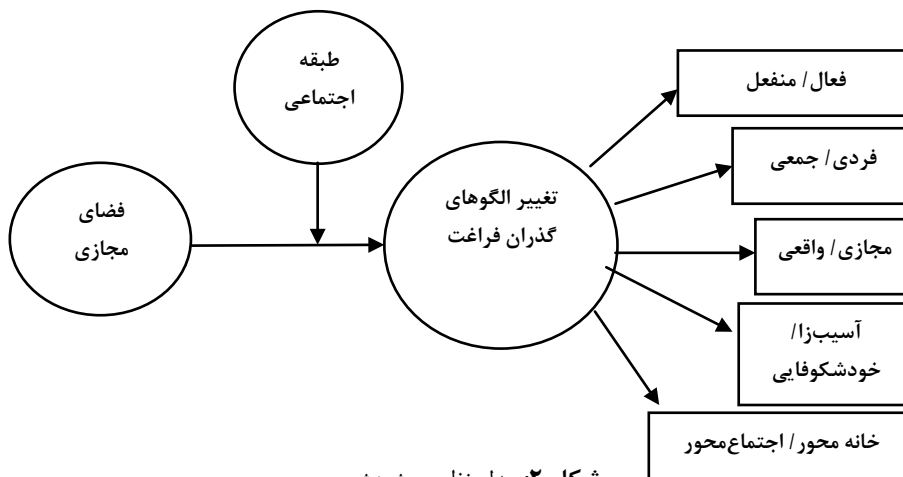 طبقه
اجتماعی
فضای
مجازی
تغییر الگوهای
گذران فراغت
فعال/ منفعل
فردی/ جمعی
مجازی/ واقعی
آسیب‌زا/
خودشکوفایی
خانه محور/ اجتماع‌محور